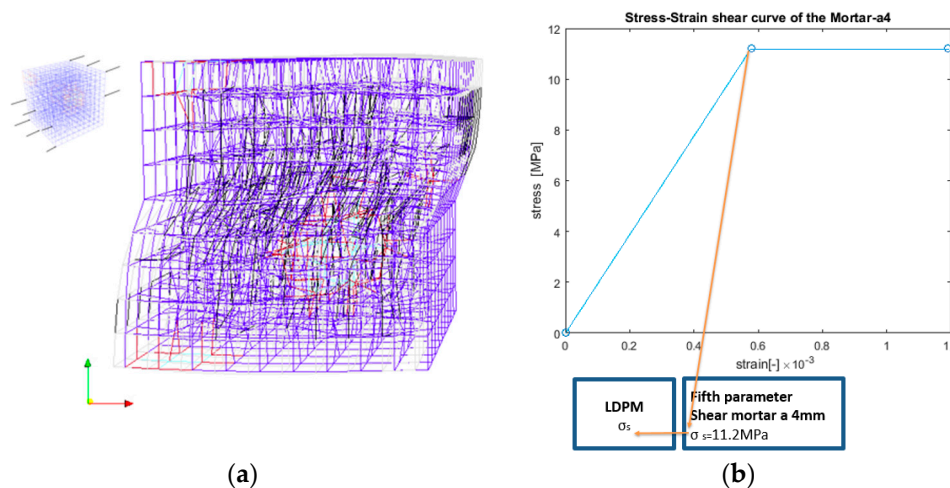 Stress-Strain shear curve of the Mortar-a4
12
10
8
6
4
2
0
stress [MPa]
0 0.2 0.4 0.6 0.8 1 1
strain[-] ×10⁻³
LDPM
σs
Fifth parameter
Shear mortar a 4mm
σ s=11.2MPa
(a)
(b)